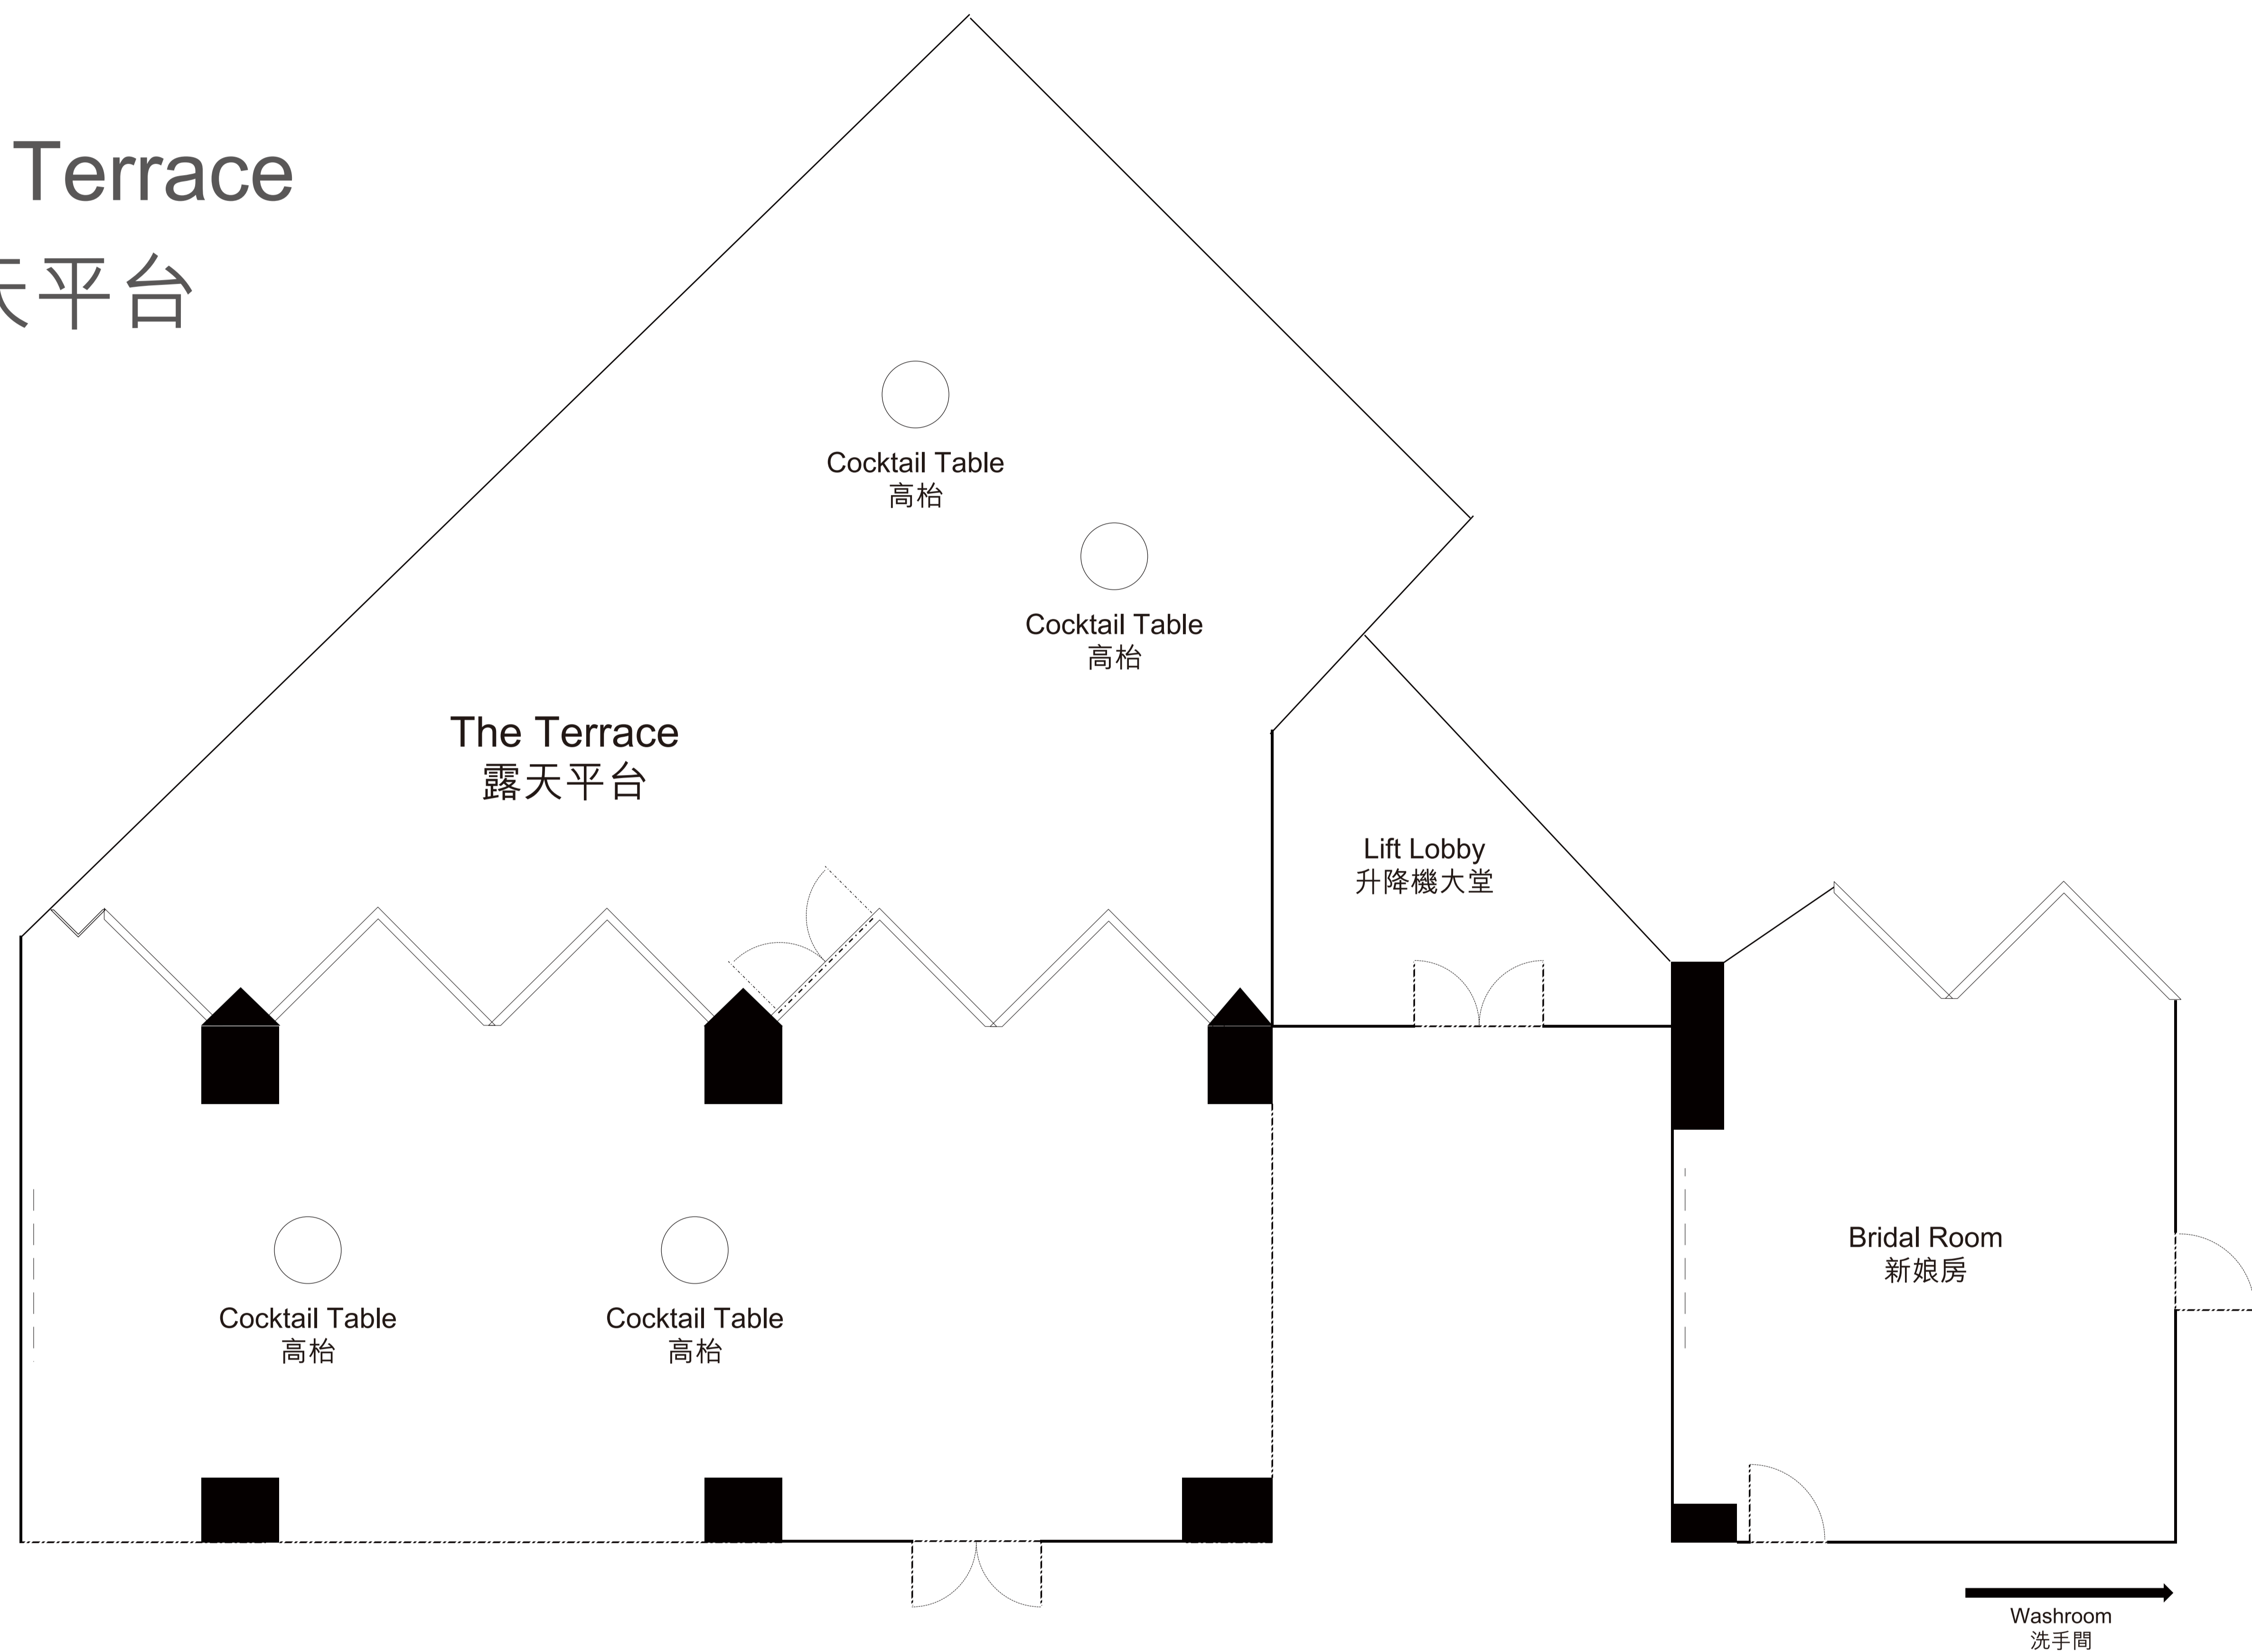 Terrace
天平台
Cocktail Table
高枱
Cocktail Table
高枱
The Terrace
露天平台
Lift Lobby
升降機大堂
Bridal Room
新娘房
Cocktail Table
高枱
Cocktail Table
高枱
Washroom
洗手間